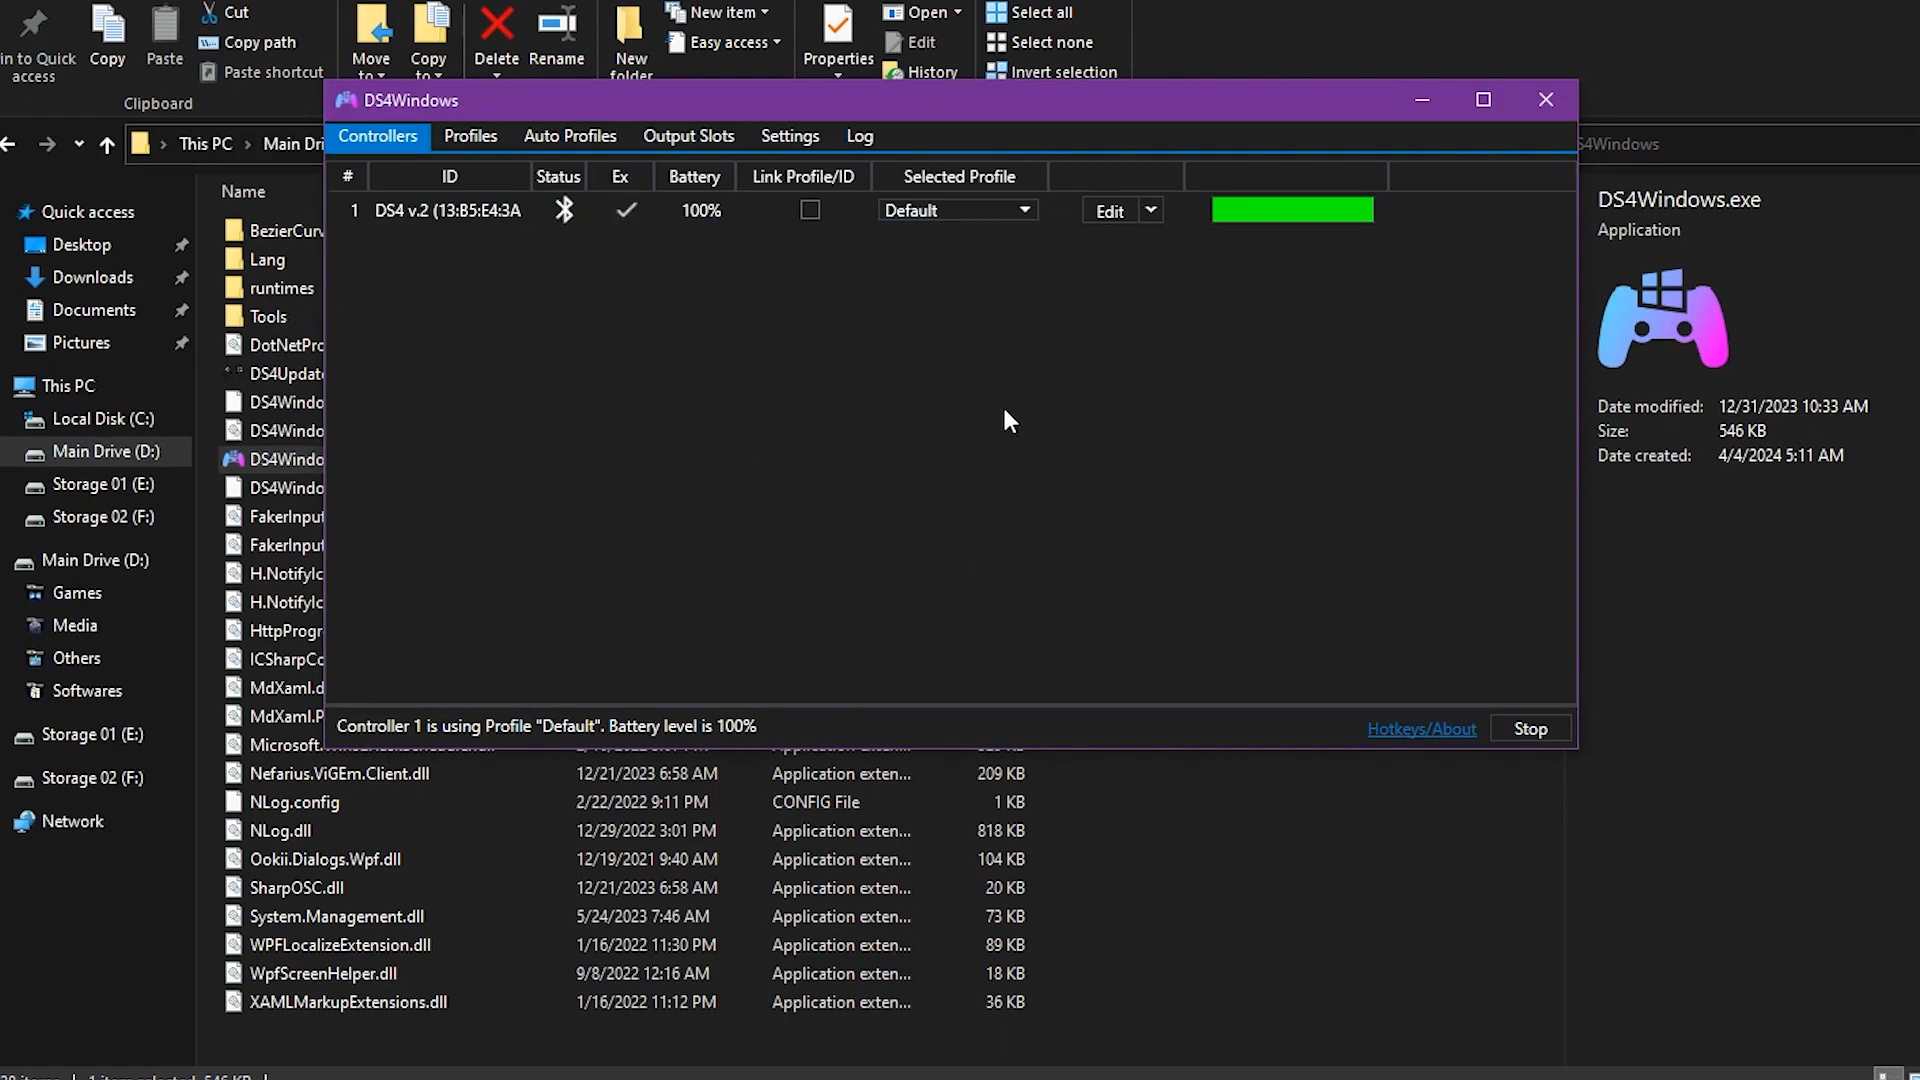 in to Quick
access
Copy
Paste
Cut
Copy path
Paste shortcut
Clipboard
Move
to
Copy
to
Delete
Rename
New
folder
New item
Easy access
Properties
Open
Edit
History
Select all
Select none
Invert selection
This PC > Main Dri
DS4Windows
S4Windows
Controllers Profiles Auto Profiles Output Slots Settings Log
# ID Status Ex Battery Link Profile/ID Selected Profile
1 DS4 v.2 (13:B5:E4:3A 100% Default Edit
Controller 1 is using Profile "Default". Battery level is 100%
Hotkeys/About
Stop
Quick access
Desktop
Downloads
Documents
Pictures
This PC
Local Disk (C:)
Main Drive (D:)
Storage 01 (E:)
Storage 02 (F:)
Main Drive (D:)
Games
Media
Others
Softwares
Storage 01 (E:)
Storage 02 (F:)
Network
Name
BezierCurv
Lang
runtimes
Tools
DotNetPro
DS4Update
DS4Windo
DS4Windo
DS4Windo
DS4Windo
FakerInput
FakerInput
H.NotifyIc
H.NotifyIc
HttpProgr
ICSharpCo
MdXaml.d
MdXaml.P
Microsoft.
Nefarius.ViGEm.Client.dll 12/21/2023 6:58 AM Application exten... 209 KB
NLog.config 2/22/2022 9:11 PM CONFIG File 1 KB
NLog.dll 12/29/2022 3:01 PM Application exten... 818 KB
Ookii.Dialogs.Wpf.dll 12/19/2021 9:40 AM Application exten... 104 KB
SharpOSC.dll 12/21/2023 6:58 AM Application exten... 20 KB
System.Management.dll 5/24/2023 7:46 AM Application exten... 73 KB
WPFLocalizeExtension.dll 1/16/2022 11:30 PM Application exten... 89 KB
WpfScreenHelper.dll 9/8/2022 12:16 AM Application exten... 18 KB
XAMLMarkupExtensions.dll 1/16/2022 11:12 PM Application exten... 36 KB
DS4Windows.exe
Application
Date modified: 12/31/2023 10:33 AM
Size: 546 KB
Date created: 4/4/2024 5:11 AM